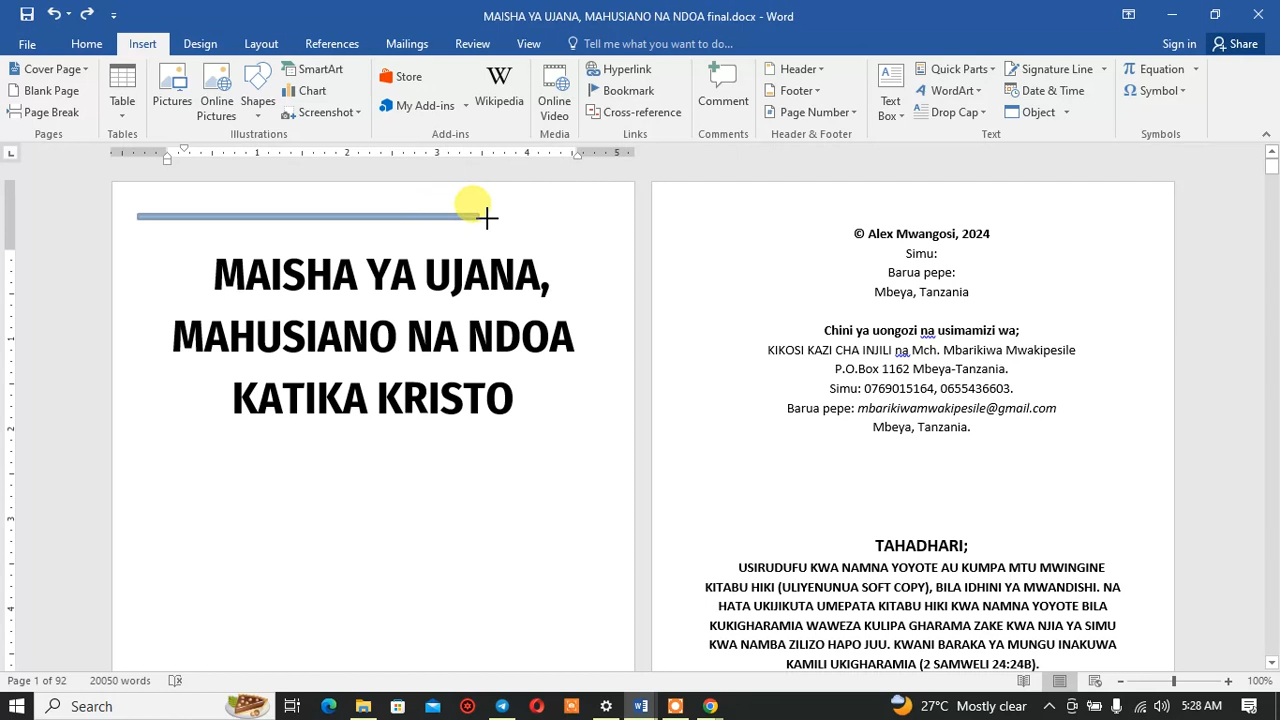 MAISHA YA UJANA, MAHUSIANO NA NDOA final.docx - Word
File Home Insert Design Layout References Mailings Review View Tell me what you want to do... Sign in Share
Cover Page
Blank Page
Page Break
Pages
Table
Tables
Pictures
Online Pictures
Shapes
SmartArt
Chart
Screenshot
Illustrations
Store
My Add-ins
Wikipedia
Add-ins
Online Video
Media
Hyperlink
Bookmark
Cross-reference
Links
Comment
Comments
Header
Footer
Page Number
Header & Footer
Text Box
Quick Parts
WordArt
Drop Cap
Signature Line
Date & Time
Object
Text
Equation
Symbol
Symbols
1 2 3 4 5
1
2
3
4
MAISHA YA UJANA,
MAHUSIANO NA NDOA
KATIKA KRISTO
© Alex Mwangosi, 2024
Simu:
Barua pepe:
Mbeya, Tanzania
Chini ya uongozi na usimamizi wa;
KIKOSI KAZI CHA INJILI na Mch. Mbarikiwa Mwakipesile
P.O.Box 1162 Mbeya-Tanzania.
Simu: 0769015164, 0655436603.
Barua pepe: mbarikiwamwakipesile@gmail.com
Mbeya, Tanzania.
TAHADHARI;
USIRUDUFU KWA NAMNA YOYOTE AU KUMPA MTU MWINGINE
KITABU HIKI (ULIYENUNUA SOFT COPY), BILA IDHINI YA MWANDISHI. NA
HATA UKIJIKUTA UMEPATA KITABU HIKI KWA NAMNA YOYOTE BILA
KUKIGHARAMIA WAWEZA KULIPA GHARAMA ZAKE KWA NJIA YA SIMU
KWA NAMBA ZILIZO HAPO JUU. KWANI BARAKA YA MUNGU INAKUWA
KAMILI UKIGHARAMIA (2 SAMWELI 24:24B).
Page 1 of 92 20050 words 100%
Search 27°C Mostly clear 5:28 AM